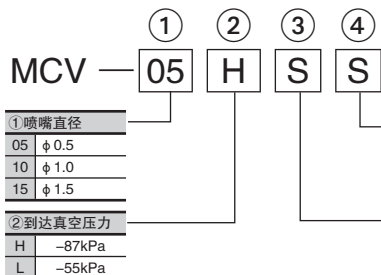 ① ② ③ ④
MCV — 05 H S S
①喷嘴直径
05 φ0.5
10 φ1.0
15 φ1.5
②到达真空压力
H −87kPa
L −55kPa